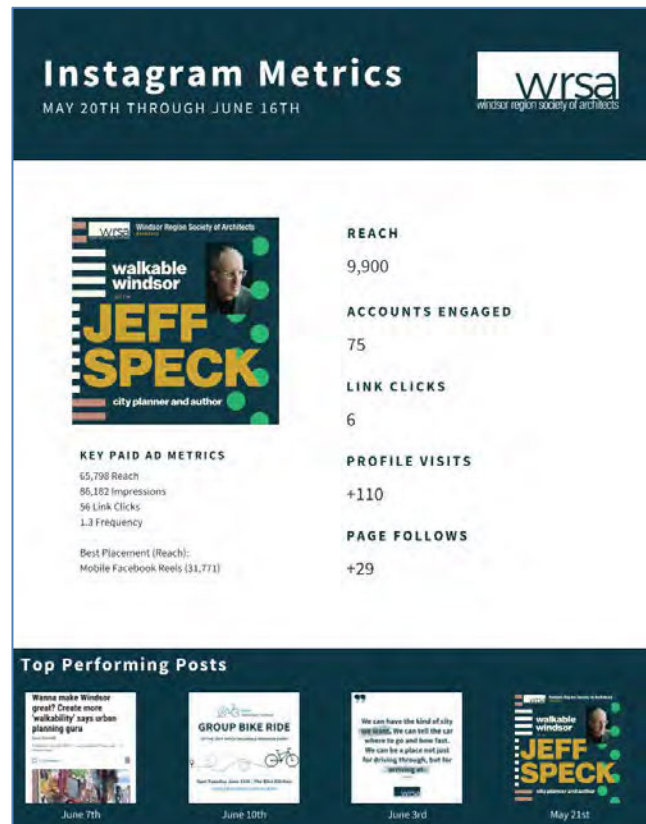 Instagram Metrics
MAY 20TH THROUGH JUNE 16TH
wrsa
windsor region society of architects
wrsa Windsor Region Society of Architects
walkable
windsor
WITH
JEFF
SPECK
city planner and author
KEY PAID AD METRICS
65,798 Reach
86,182 Impressions
56 Link Clicks
1.3 Frequency
Best Placement (Reach):
Mobile Facebook Reels (31,771)
REACH
9,900
ACCOUNTS ENGAGED
75
LINK CLICKS
6
PROFILE VISITS
+110
PAGE FOLLOWS
+29
Top Performing Posts
Wanna make Windsor
great? Create more
'walkability' says urban
planning guru
June 7th
GROUP BIKE RIDE
June 10th
We can have the kind of city
we want. We can tell the car
where to go and how fast.
We can be a place not just
for driving through, but for
arriving at.
wrsa
June 3rd
walkable
windsor
JEFF
SPECK
city planner and author
May 21st